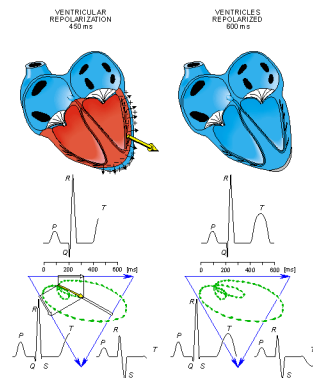 VENTRICULAR
REPOLARIZATION
450 ms
VENTRICLES
REPOLARIZED
600 ms
R
T
P
Q
R
T
P
Q
0 200 400 600 [ms]
0 200 400 600 [ms]
R
P
T
Q S
R
P
T
S
R
P
T
Q S
R
P
T
S